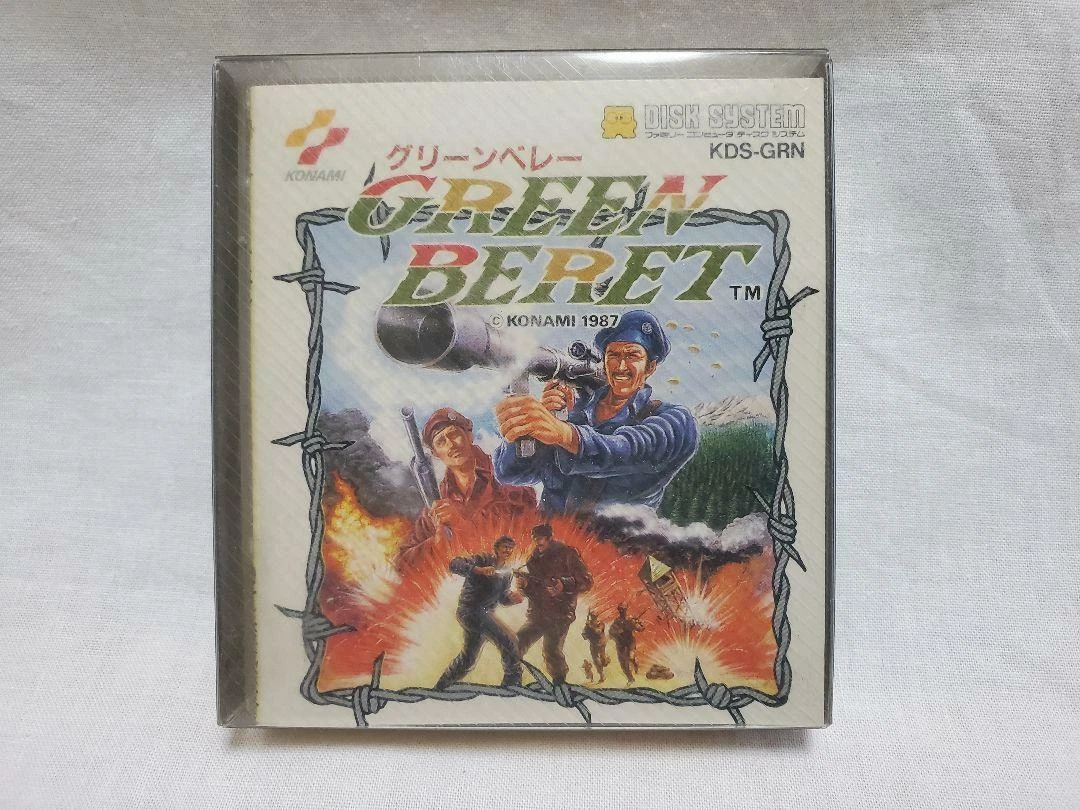 KONAMI
DISK SYSTEM
ファミリー コンピュータ ディスク システム
KDS-GRN
グリーンベレー
GREEN
BERET TM
© KONAMI 1987